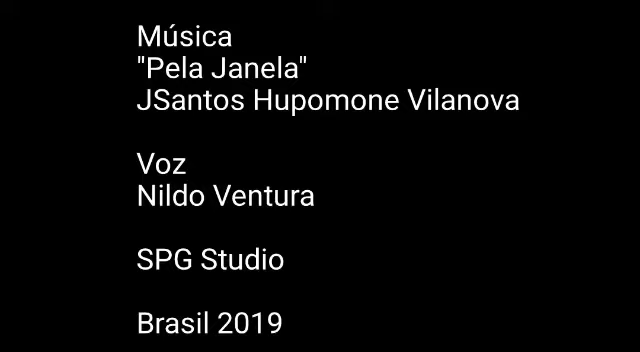 Música
"Pela Janela"
JSantos Hupomone Vilanova
Voz
Nildo Ventura
SPG Studio
Brasil 2019